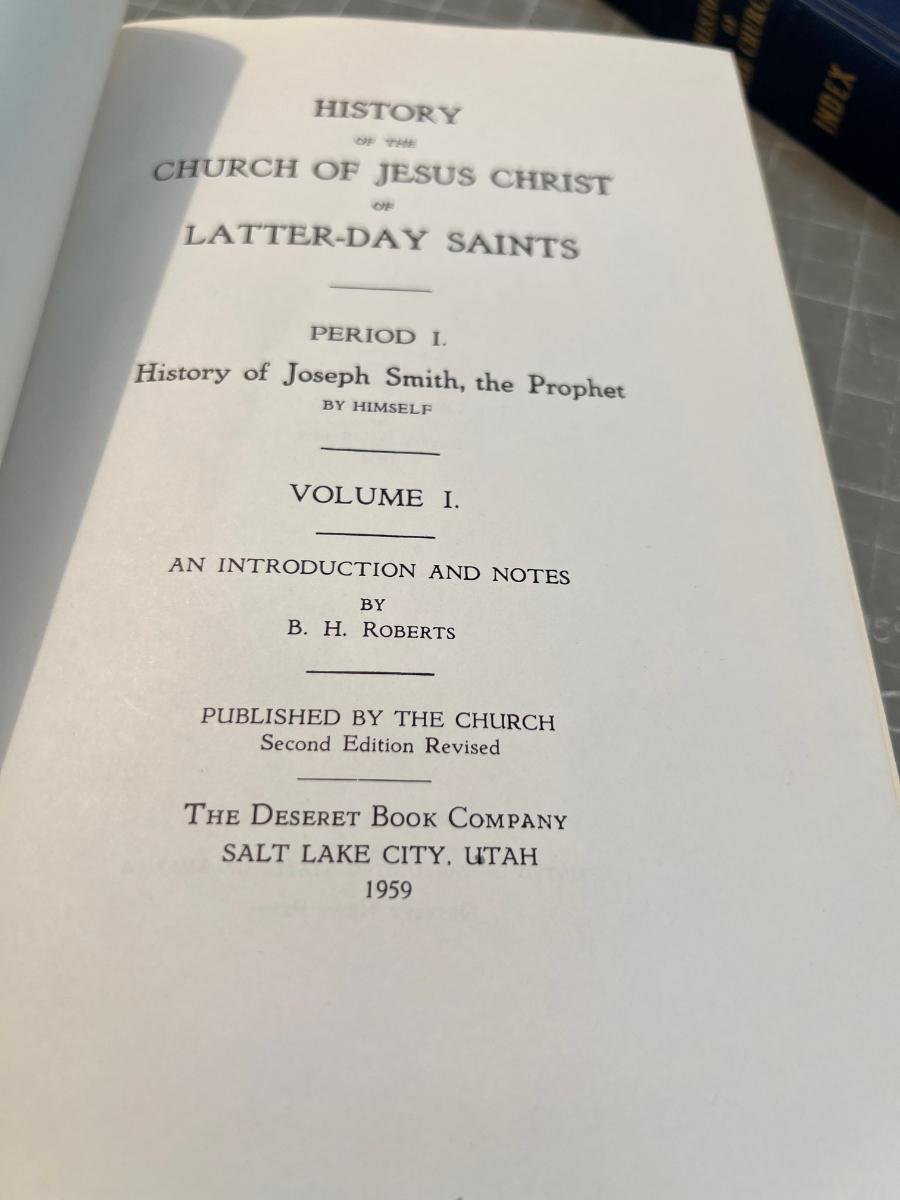 HISTORY
OF THE
CHURCH OF JESUS CHRIST
OF
LATTER-DAY SAINTS
PERIOD I.
History of Joseph Smith, the Prophet
BY HIMSELF
VOLUME I.
AN INTRODUCTION AND NOTES
BY
B. H. ROBERTS
PUBLISHED BY THE CHURCH
Second Edition Revised
THE DESERET BOOK COMPANY
SALT LAKE CITY, UTAH
1959
INDEX